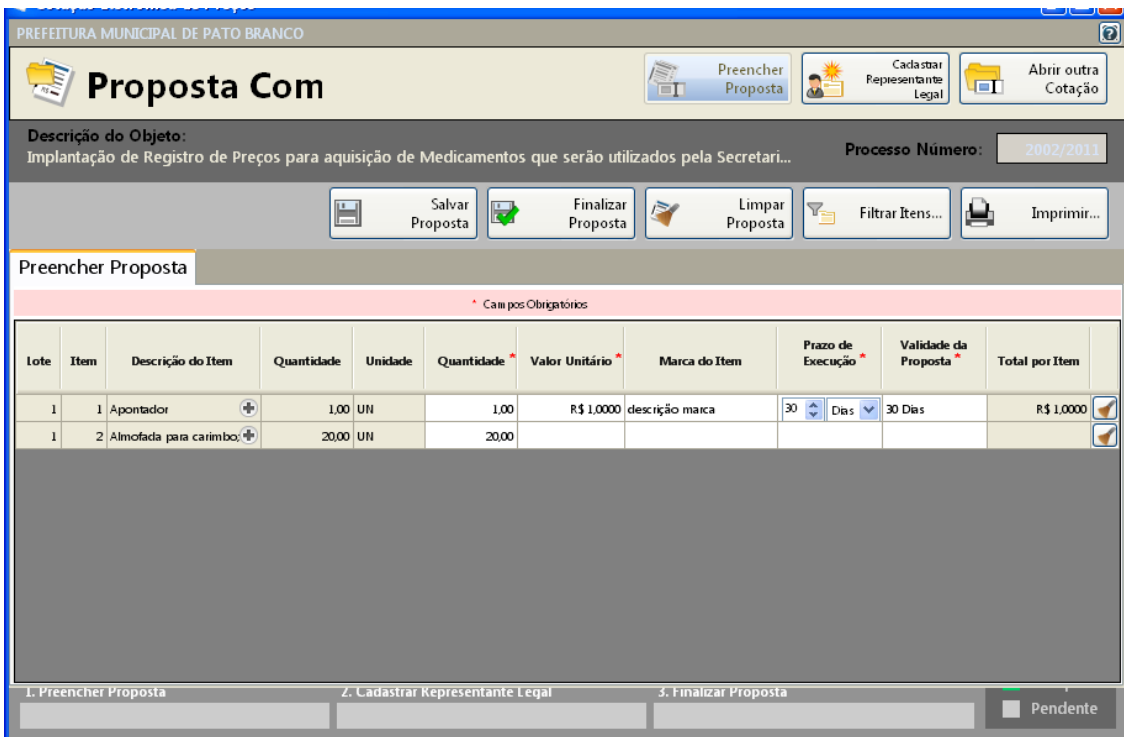 PREFEITURA MUNICIPAL DE PATO BRANCO
Proposta Com
Preencher
Proposta
Cadastrar
Representante
Legal
Abrir outra
Cotação
Descrição do Objeto:
Implantação de Registro de Preços para aquisição de Medicamentos que serão utilizados pela Secretari...
Processo Número:
2002/2011
Salvar
Proposta
Finalizar
Proposta
Limpar
Proposta
Filtrar Itens...
Imprimir...
Preencher Proposta
* Campos Obrigatórios
Lote Item Descrição do Item Quantidade Unidade Quantidade * Valor Unitário * Marca do Item Prazo de Execução * Validade da Proposta * Total por Item
1 1 Apontador 1,00 UN 1,00 R$ 1,0000 descrição marca 30 Dias 30 Dias R$ 1,0000
1 2 Almofada para carimbo; 20,00 UN 20,00
1. Preencher Proposta 2. Cadastrar Representante Legal 3. Finalizar Proposta
Pendente